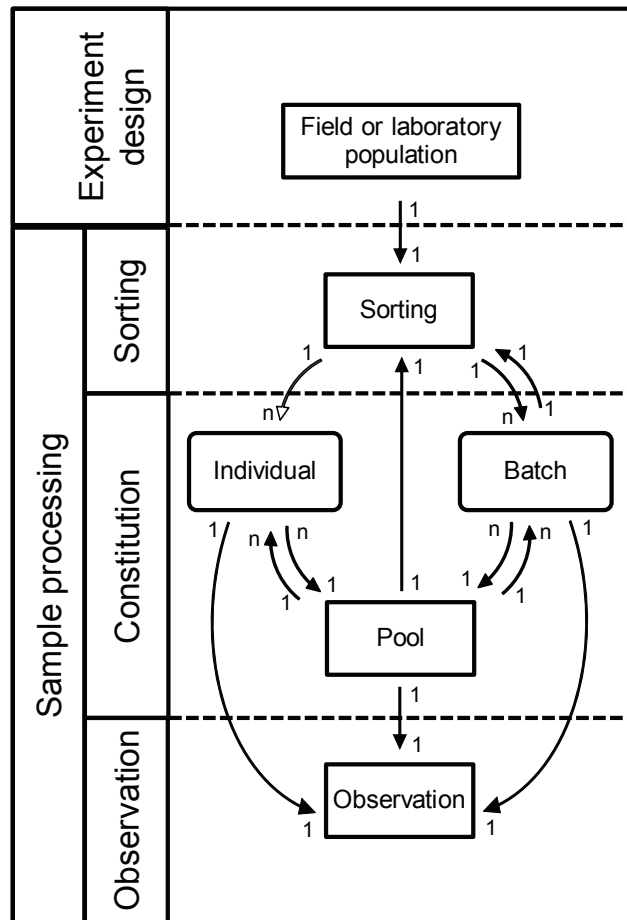 Experiment
design
Field or laboratory
population
1
1
Sample processing
Sorting
Sorting
1
1
1
1
n
1
n
Constitution
Individual
Batch
1
n
n
1
n
n
1
1
1
1
1
Pool
1
Observation
1
Observation
1
1